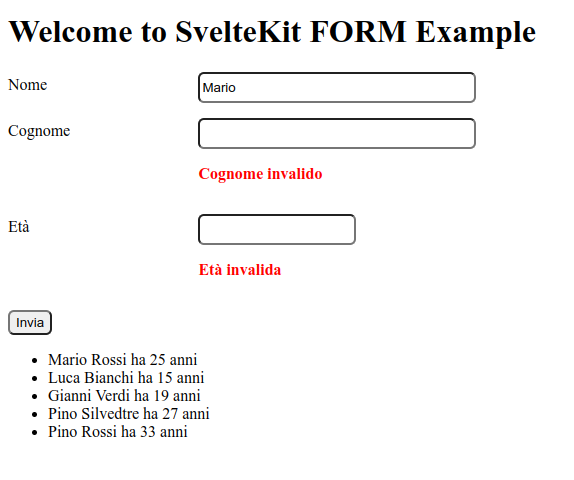 Welcome to SvelteKit FORM Example
Nome
Mario
Cognome
Cognome invalido
Età
Età invalida
Invia
Mario Rossi ha 25 anni
Luca Bianchi ha 15 anni
Gianni Verdi ha 19 anni
Pino Silvedtre ha 27 anni
Pino Rossi ha 33 anni